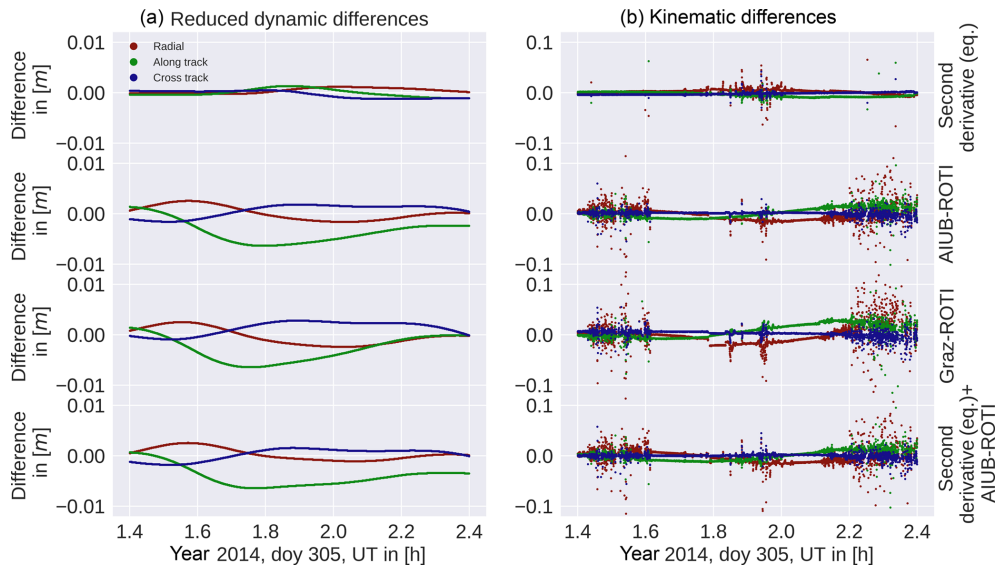 (a) Reduced dynamic differences
(b) Kinematic differences
Radial
Along track
Cross track
Difference
in [m]
0.01
0.00
−0.01
0.1
0.0
−0.1
Second
derivative (eq.)
Difference
in [m]
0.01
0.00
−0.01
0.1
0.0
−0.1
AIUB-ROTI
Difference
in [m]
0.01
0.00
−0.01
0.1
0.0
−0.1
Graz-ROTI
Difference
in [m]
0.01
0.00
−0.01
0.1
0.0
−0.1
Second
derivative (eq.)+
AIUB-ROTI
1.4 1.6 1.8 2.0 2.2 2.4
Year 2014, doy 305, UT in [h]
1.4 1.6 1.8 2.0 2.2 2.4
Year 2014, doy 305, UT in [h]